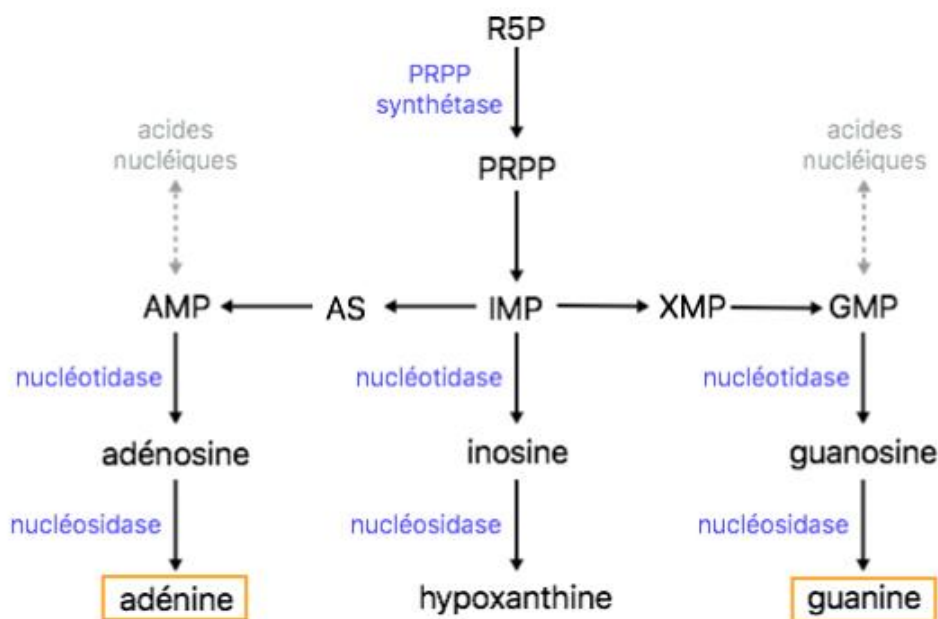 R5P
PRPP
synthétase
acides
nucléiques
PRPP
acides
nucléiques
AMP
AS
IMP
XMP
GMP
nucléotidase
nucléotidase
nucléotidase
adénosine
inosine
guanosine
nucléosidase
nucléosidase
nucléosidase
adénine
hypoxanthine
guanine